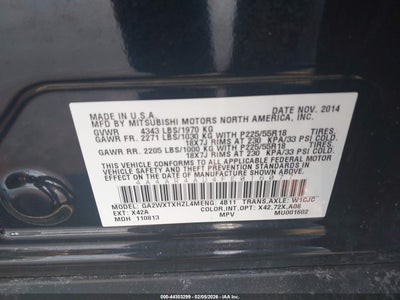 MADE IN U.S.A. DATE NOV. 2014
MFD BY MITSUBISHI MOTORS NORTH AMERICA, INC.
GVWR 4343 LBS/1970 KG
GAWR FR. 2271 LBS/1030 KG WITH P225/55R18 TIRES,
18X7J RIMS AT 230 KPA/33 PSI COLD
GAWR RR. 2205 LBS/1000 KG WITH P225/55R18 TIRES,
18X7J RIMS AT 230 KPA/33 PSI COLD
THIS VEHICLE CONFORMS TO ALL APPLICABLE FEDERAL MOTOR
VEHICLE SAFETY STANDARDS IN EFFECT
ON THE DATE OF MANUFACTURE SHOWN ABOVE.
MODEL: GA2WXTXHZL4MENG: 4B11 TRANS,AXLE: W1CJC
EXT: X42A COLOR,INT,OPT: X42,72X,A08
MDH 110813 MPV MU001602
ID: 000-44303299 - 02/05/2026 - IAA Holdings, LLC